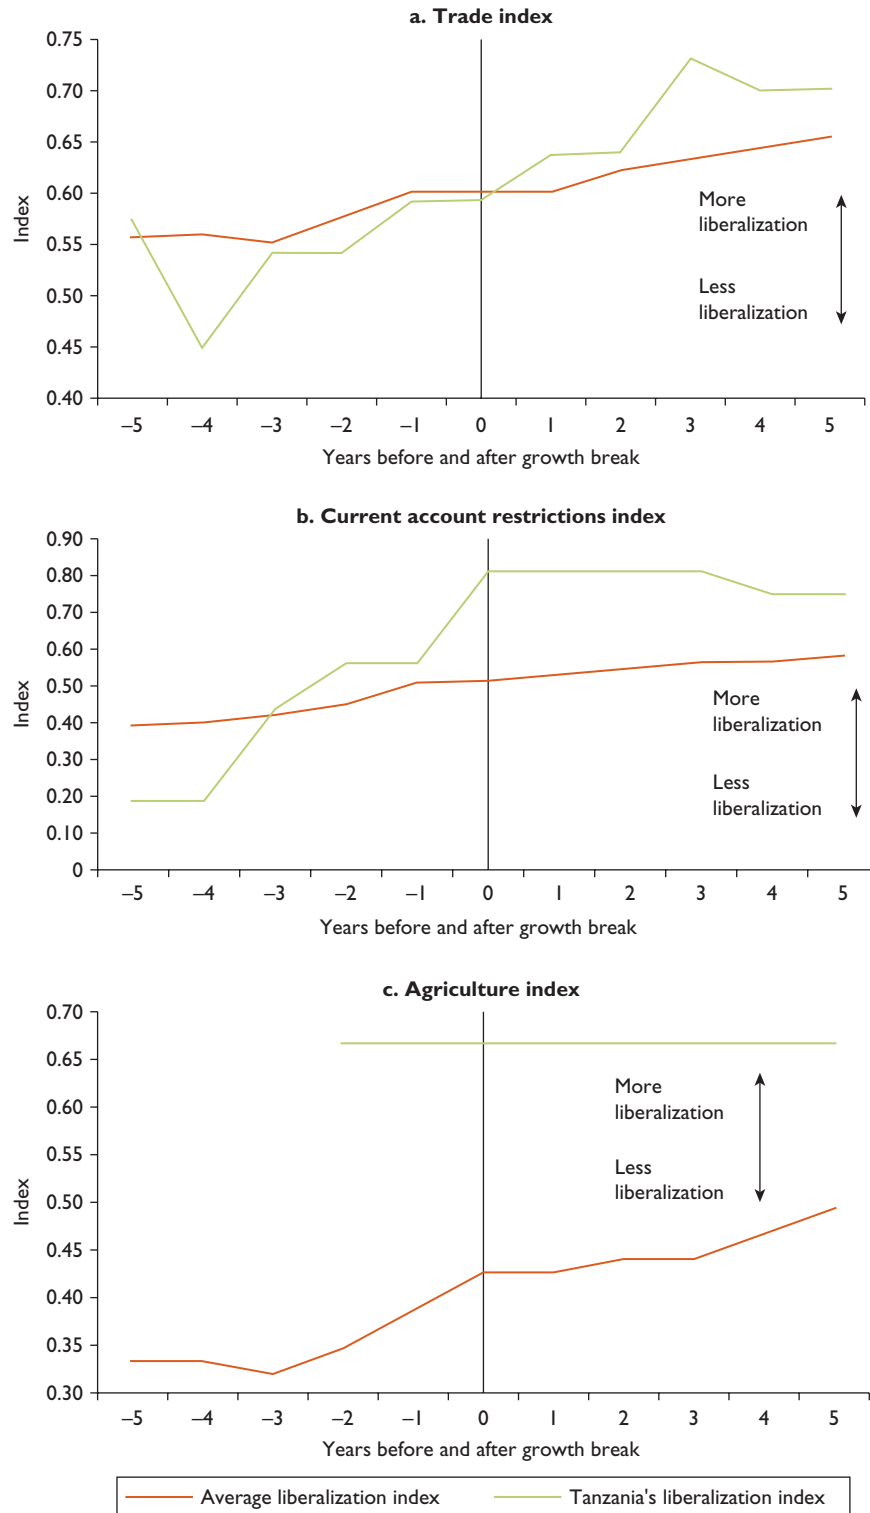 a. Trade index
0.75
0.70
0.65
0.60
0.55
0.50
0.45
0.40
Index
More
liberalization
Less
liberalization
–5 –4 –3 –2 –1 0 1 2 3 4 5
Years before and after growth break
b. Current account restrictions index
0.90
0.80
0.70
0.60
0.50
0.40
0.30
0.20
0.10
0
Index
More
liberalization
Less
liberalization
–5 –4 –3 –2 –1 0 1 2 3 4 5
Years before and after growth break
c. Agriculture index
0.70
0.65
0.60
0.55
0.50
0.45
0.40
0.35
0.30
Index
More
liberalization
Less
liberalization
–5 –4 –3 –2 –1 0 1 2 3 4 5
Years before and after growth break
Average liberalization index Tanzania's liberalization index